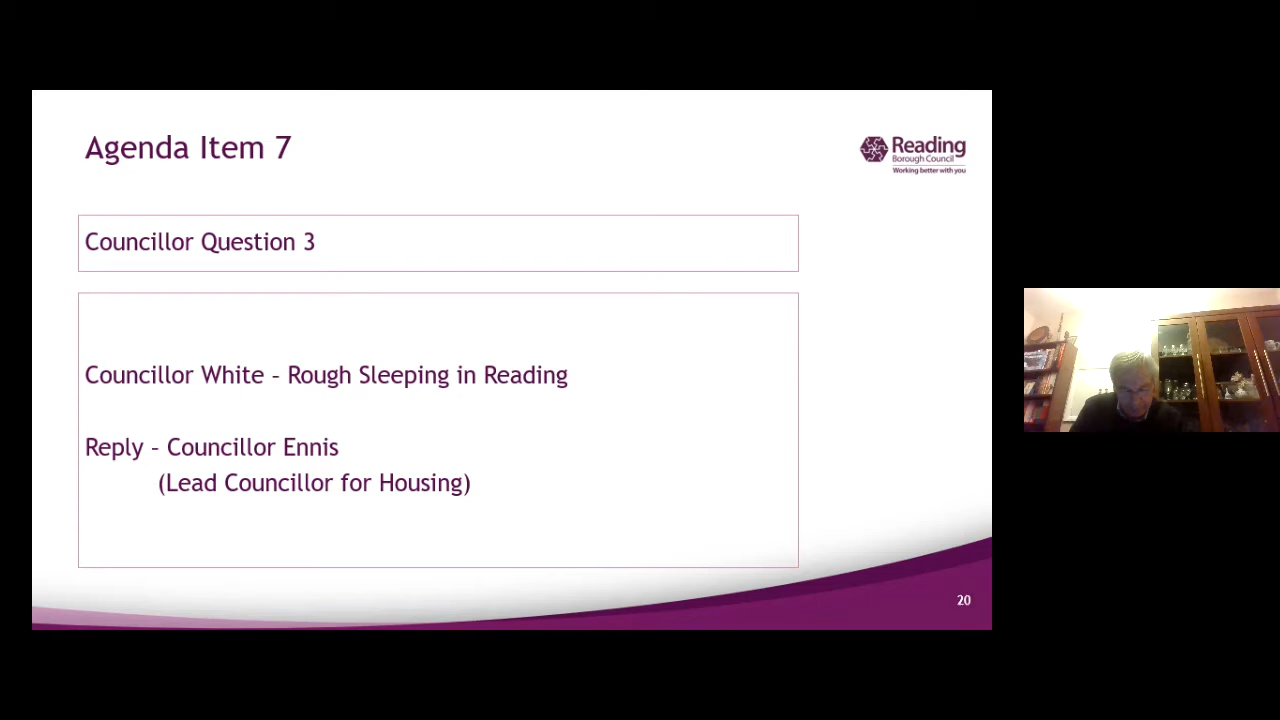 Agenda Item 7
Reading
Borough Council
Working better with you
Councillor Question 3
Councillor White – Rough Sleeping in Reading
Reply – Councillor Ennis
(Lead Councillor for Housing)
20